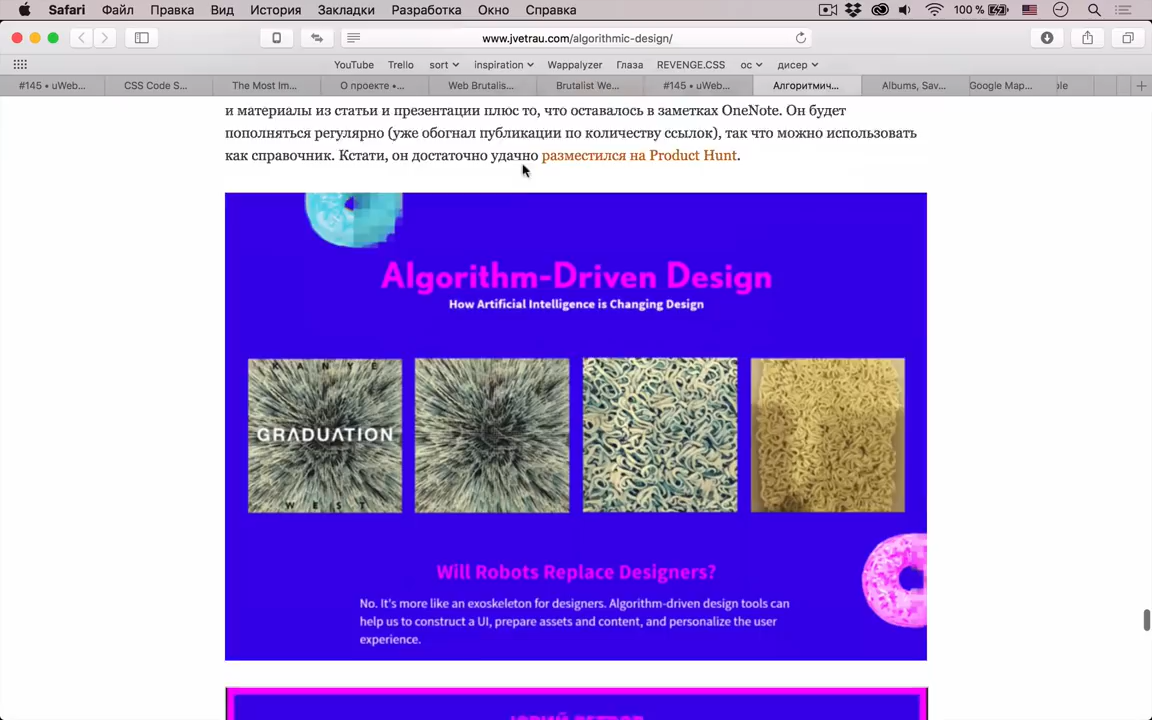 Safari Файл Правка Вид История Закладки Разработка Окно Справка 100 %
www.jvetrau.com/algorithmic-design/
YouTube Trello sort inspiration Wappalyzer Глаза REVENGE.CSS ос дисер
#145 • uWeb... CSS Code S... The Most Im... О проекте •... Web Brutalis... Brutalist We... #145 • uWeb... Алгоритмич... Albums, Sav... Google Map... ple
и материалы из статьи и презентации плюс то, что оставалось в заметках OneNote. Он будет
пополняться регулярно (уже обогнал публикации по количеству ссылок), так что можно использовать
как справочник. Кстати, он достаточно удачно разместился на Product Hunt.
Algorithm-Driven Design
How Artificial Intelligence is Changing Design
KANYE
GRADUATION
WEST
Will Robots Replace Designers?
No. It's more like an exoskeleton for designers. Algorithm-driven design tools can
help us to construct a UI, prepare assets and content, and personalize the user
experience.